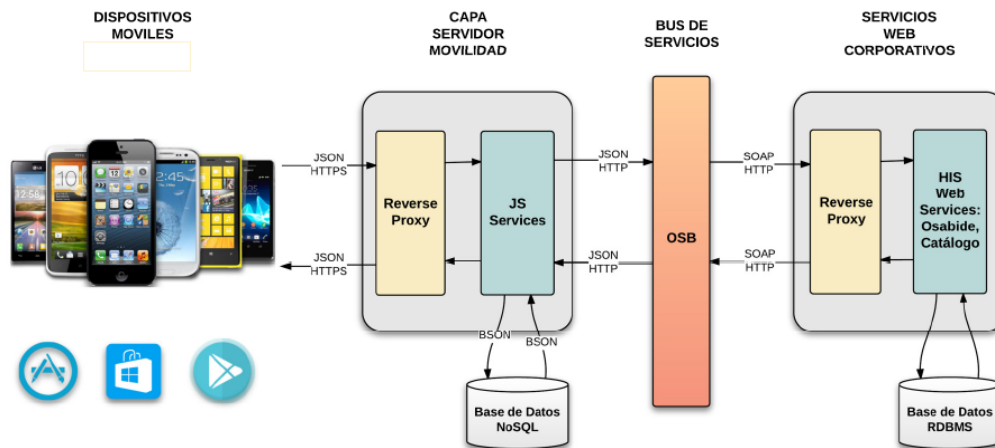 DISPOSITIVOS
MOVILES
CAPA
SERVIDOR
MOVILIDAD
BUS DE
SERVICIOS
SERVICIOS
WEB
CORPORATIVOS
JSON
HTTPS
JSON
HTTPS
Reverse
Proxy
JS
Services
JSON
HTTP
JSON
HTTP
OSB
SOAP
HTTP
SOAP
HTTP
Reverse
Proxy
HIS
Web
Services:
Osabide,
Catálogo
BSON
BSON
Base de Datos
NoSQL
Base de Datos
RDBMS